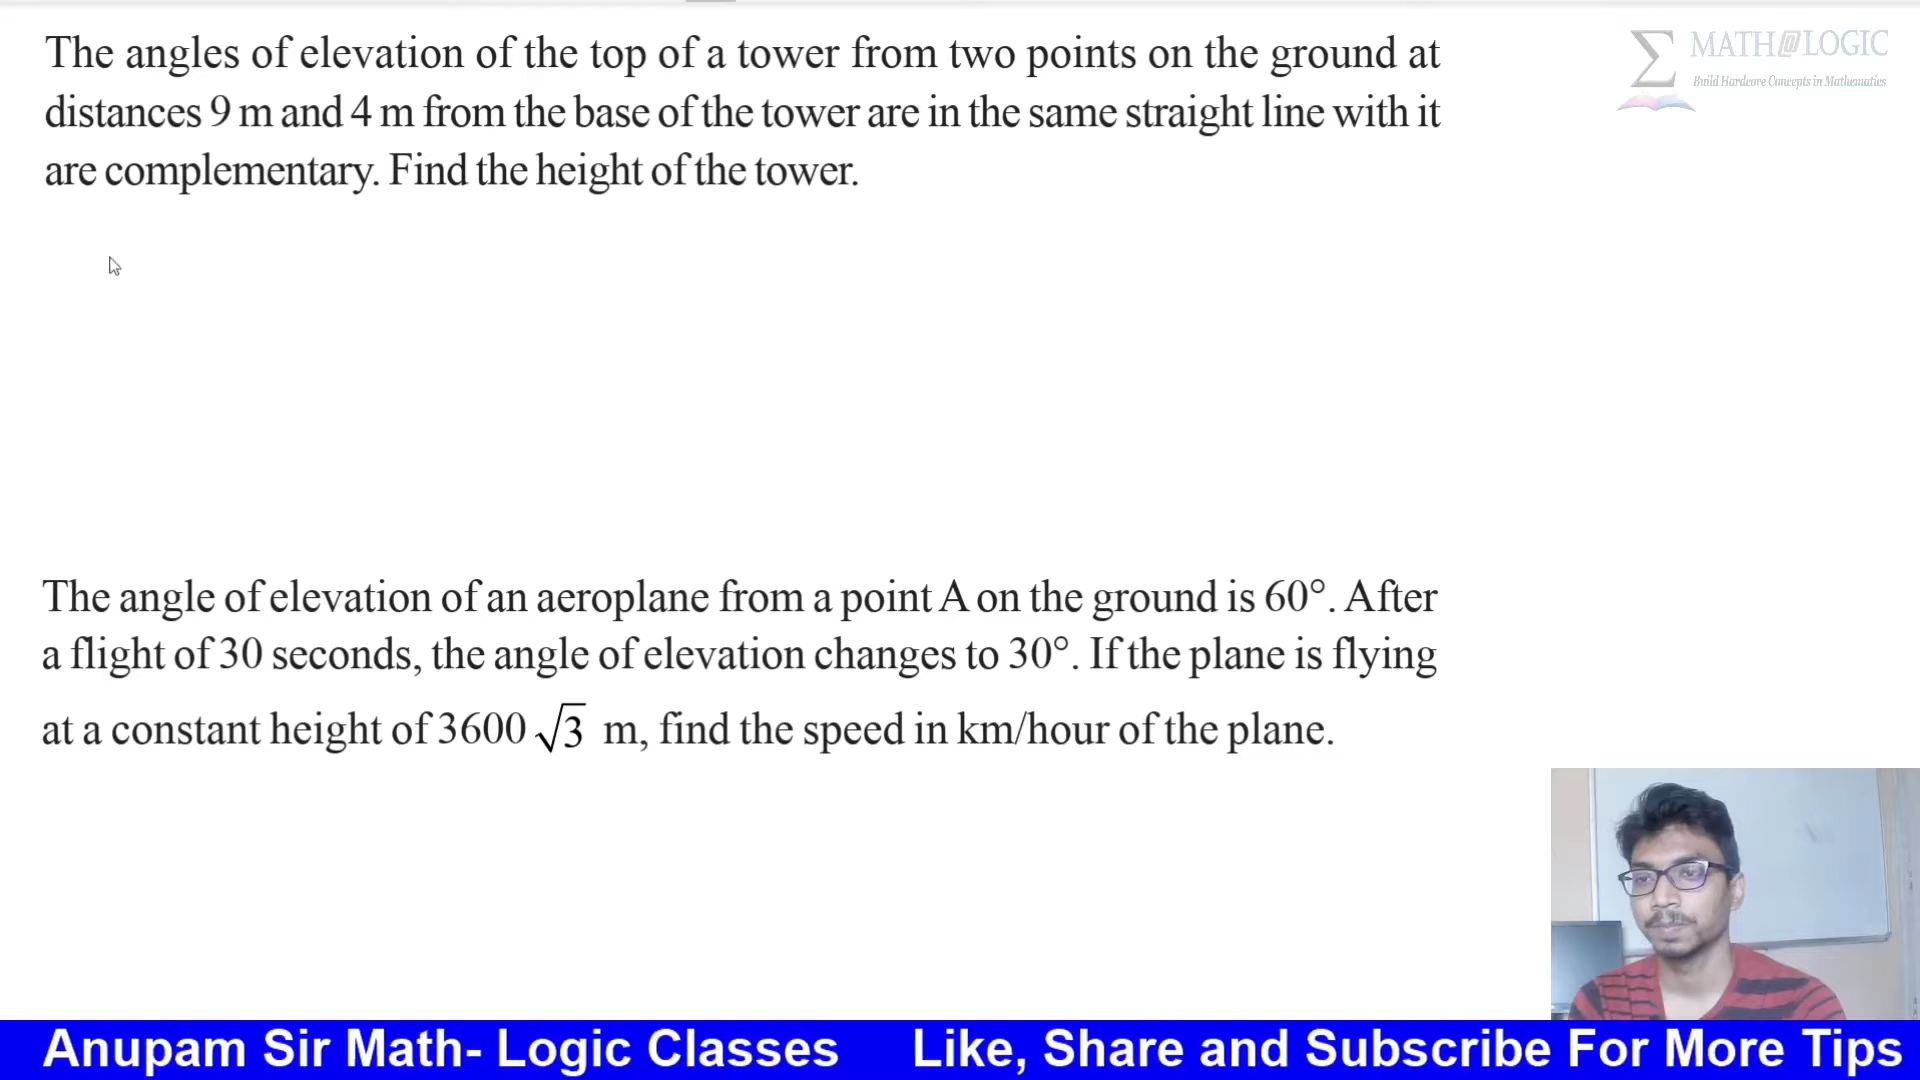 The angles of elevation of the top of a tower from two points on the ground at
distances 9 m and 4 m from the base of the tower are in the same straight line with it
are complementary. Find the height of the tower.
MATH@LOGIC
Build Hardcore Concepts in Mathematics
The angle of elevation of an aeroplane from a point A on the ground is 60°. After
a flight of 30 seconds, the angle of elevation changes to 30°. If the plane is flying
at a constant height of 3600 √3 m, find the speed in km/hour of the plane.
Anupam Sir Math- Logic Classes Like, Share and Subscribe For More Tips